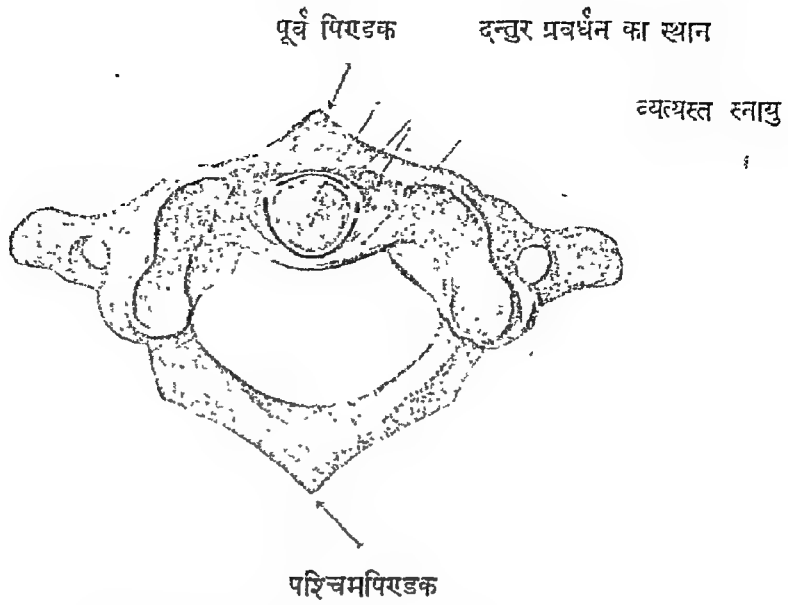 पूर्व पिण्डक दन्तुर प्रवर्धन का स्थान
व्यत्यस्त स्नायु
पश्चिमपिण्डक